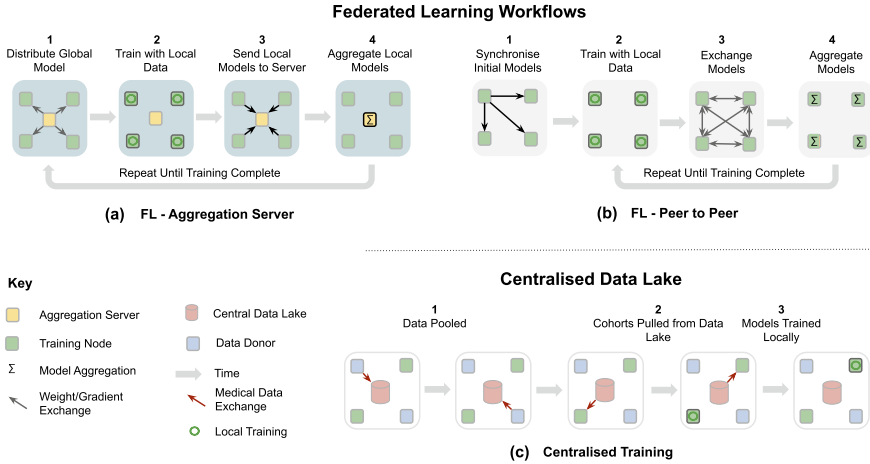 Federated Learning Workflows
1
Distribute Global
Model
2
Train with Local
Data
3
Send Local
Models to Server
4
Aggregate Local
Models
Repeat Until Training Complete
(a) FL - Aggregation Server
1
Synchronise
Initial Models
2
Train with Local
Data
3
Exchange
Models
4
Aggregate
Models
Σ
Σ
Σ
Σ
Σ
Repeat Until Training Complete
(b) FL - Peer to Peer
Key
Aggregation Server
Training Node
Σ Model Aggregation
Weight/Gradient
Exchange
Central Data Lake
Data Donor
Time
Medical Data
Exchange
Local Training
Centralised Data Lake
1
Data Pooled
2
Cohorts Pulled from Data
Lake
3
Models Trained
Locally
(c) Centralised Training